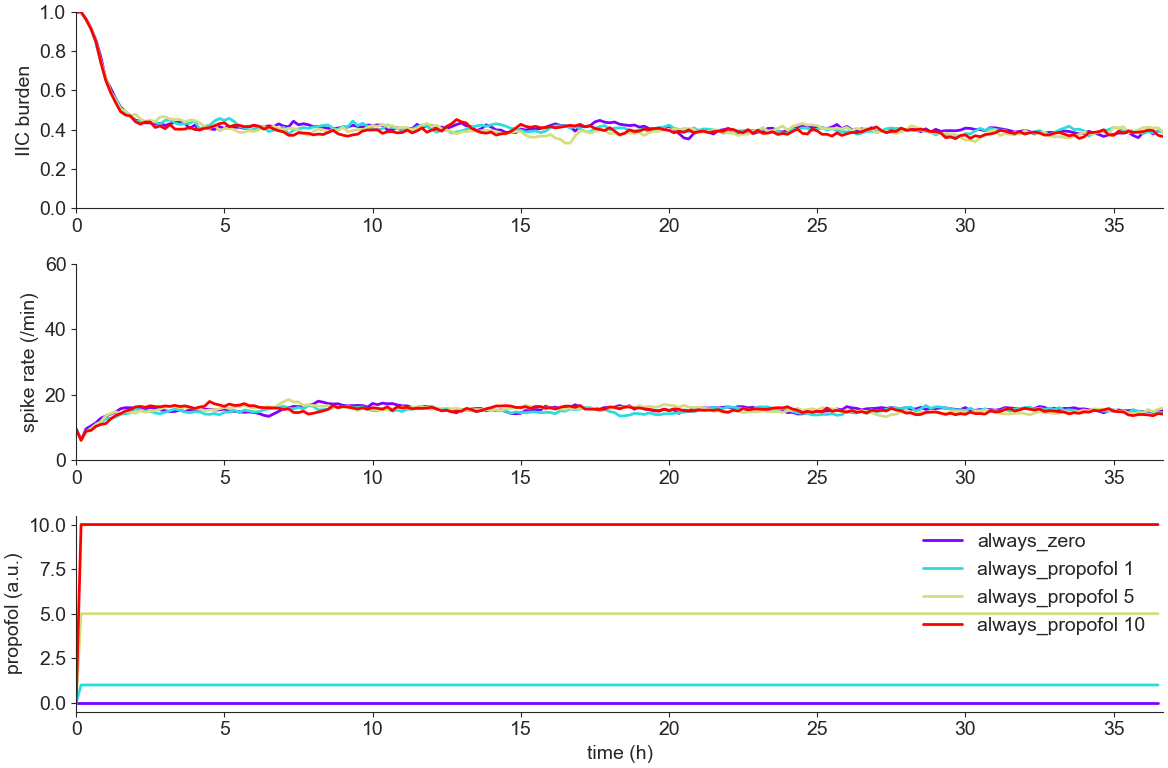 1.0
0.8
0.6
0.4
0.2
0.0
IIC burden
0 5 10 15 20 25 30 35
60
40
20
0
spike rate (/min)
0 5 10 15 20 25 30 35
10.0
7.5
5.0
2.5
0.0
propofol (a.u.)
always_zero
always_propofol 1
always_propofol 5
always_propofol 10
0 5 10 15 20 25 30 35
time (h)